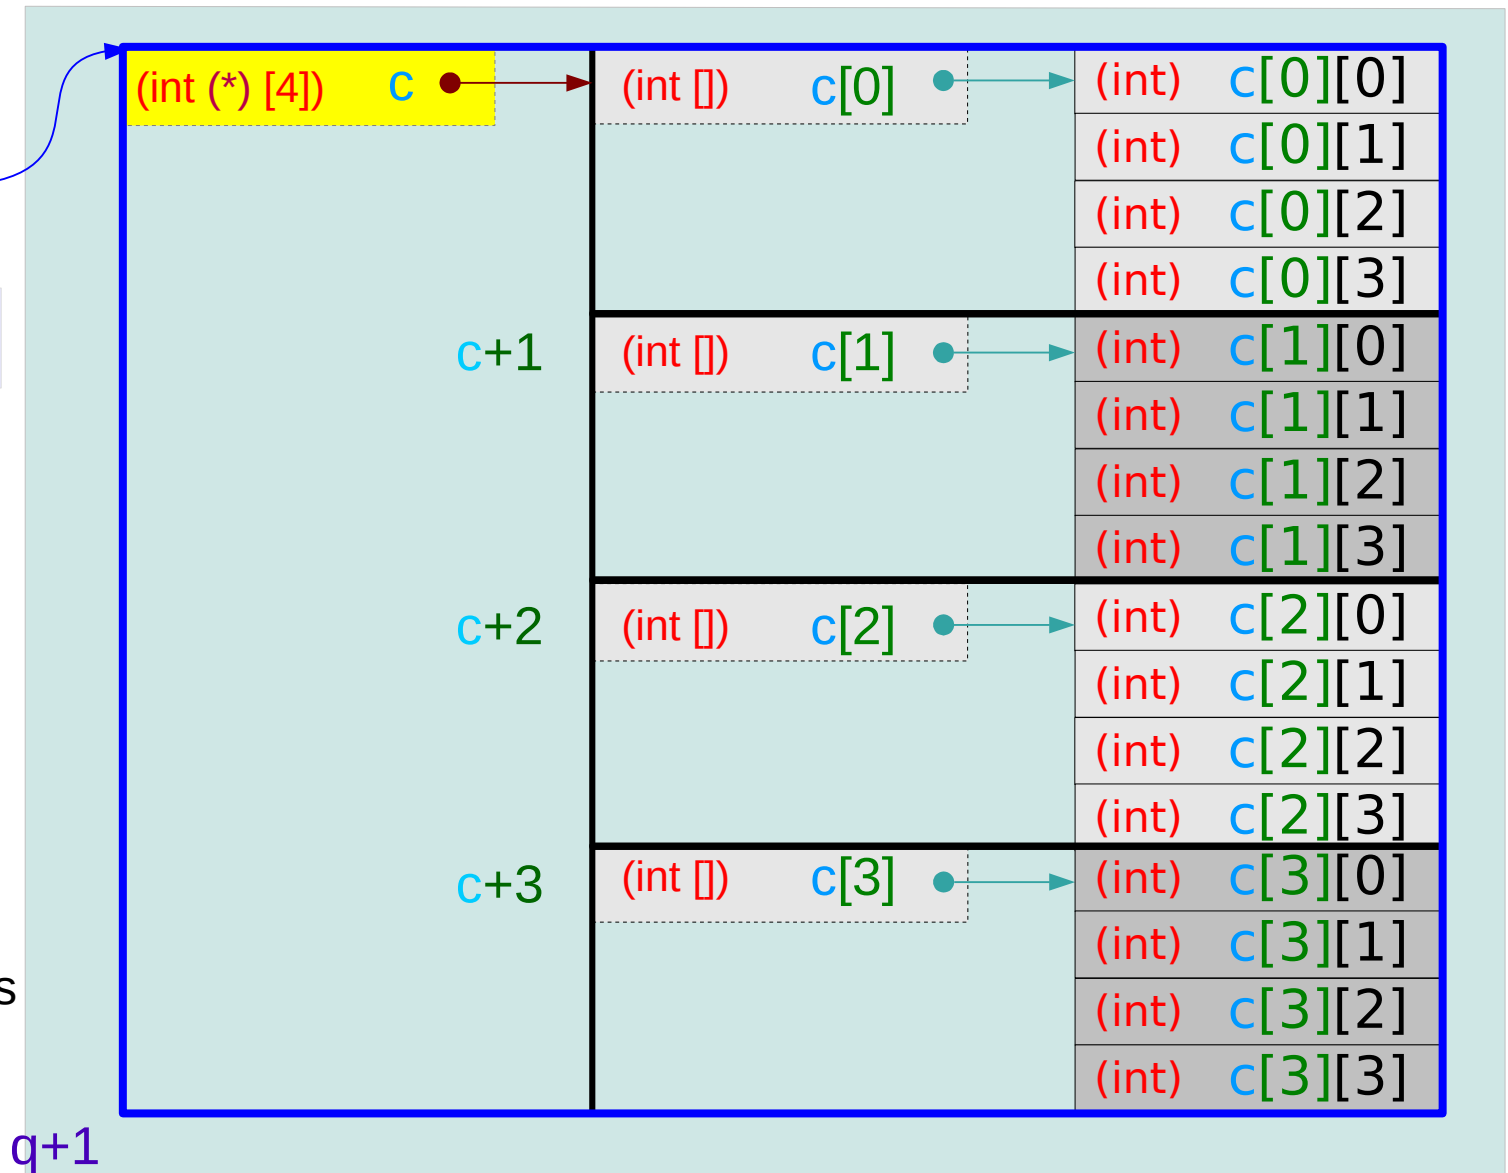 (int (*) [4]) c (int []) c[0] (int) c[0][0]
(int) c[0][1]
(int) c[0][2]
(int) c[0][3]
c+1 (int []) c[1] (int) c[1][0]
(int) c[1][1]
(int) c[1][2]
(int) c[1][3]
c+2 (int []) c[2] (int) c[2][0]
(int) c[2][1]
(int) c[2][2]
(int) c[2][3]
c+3 (int []) c[3] (int) c[3][0]
(int) c[3][1]
s
(int) c[3][2]
(int) c[3][3]
q+1